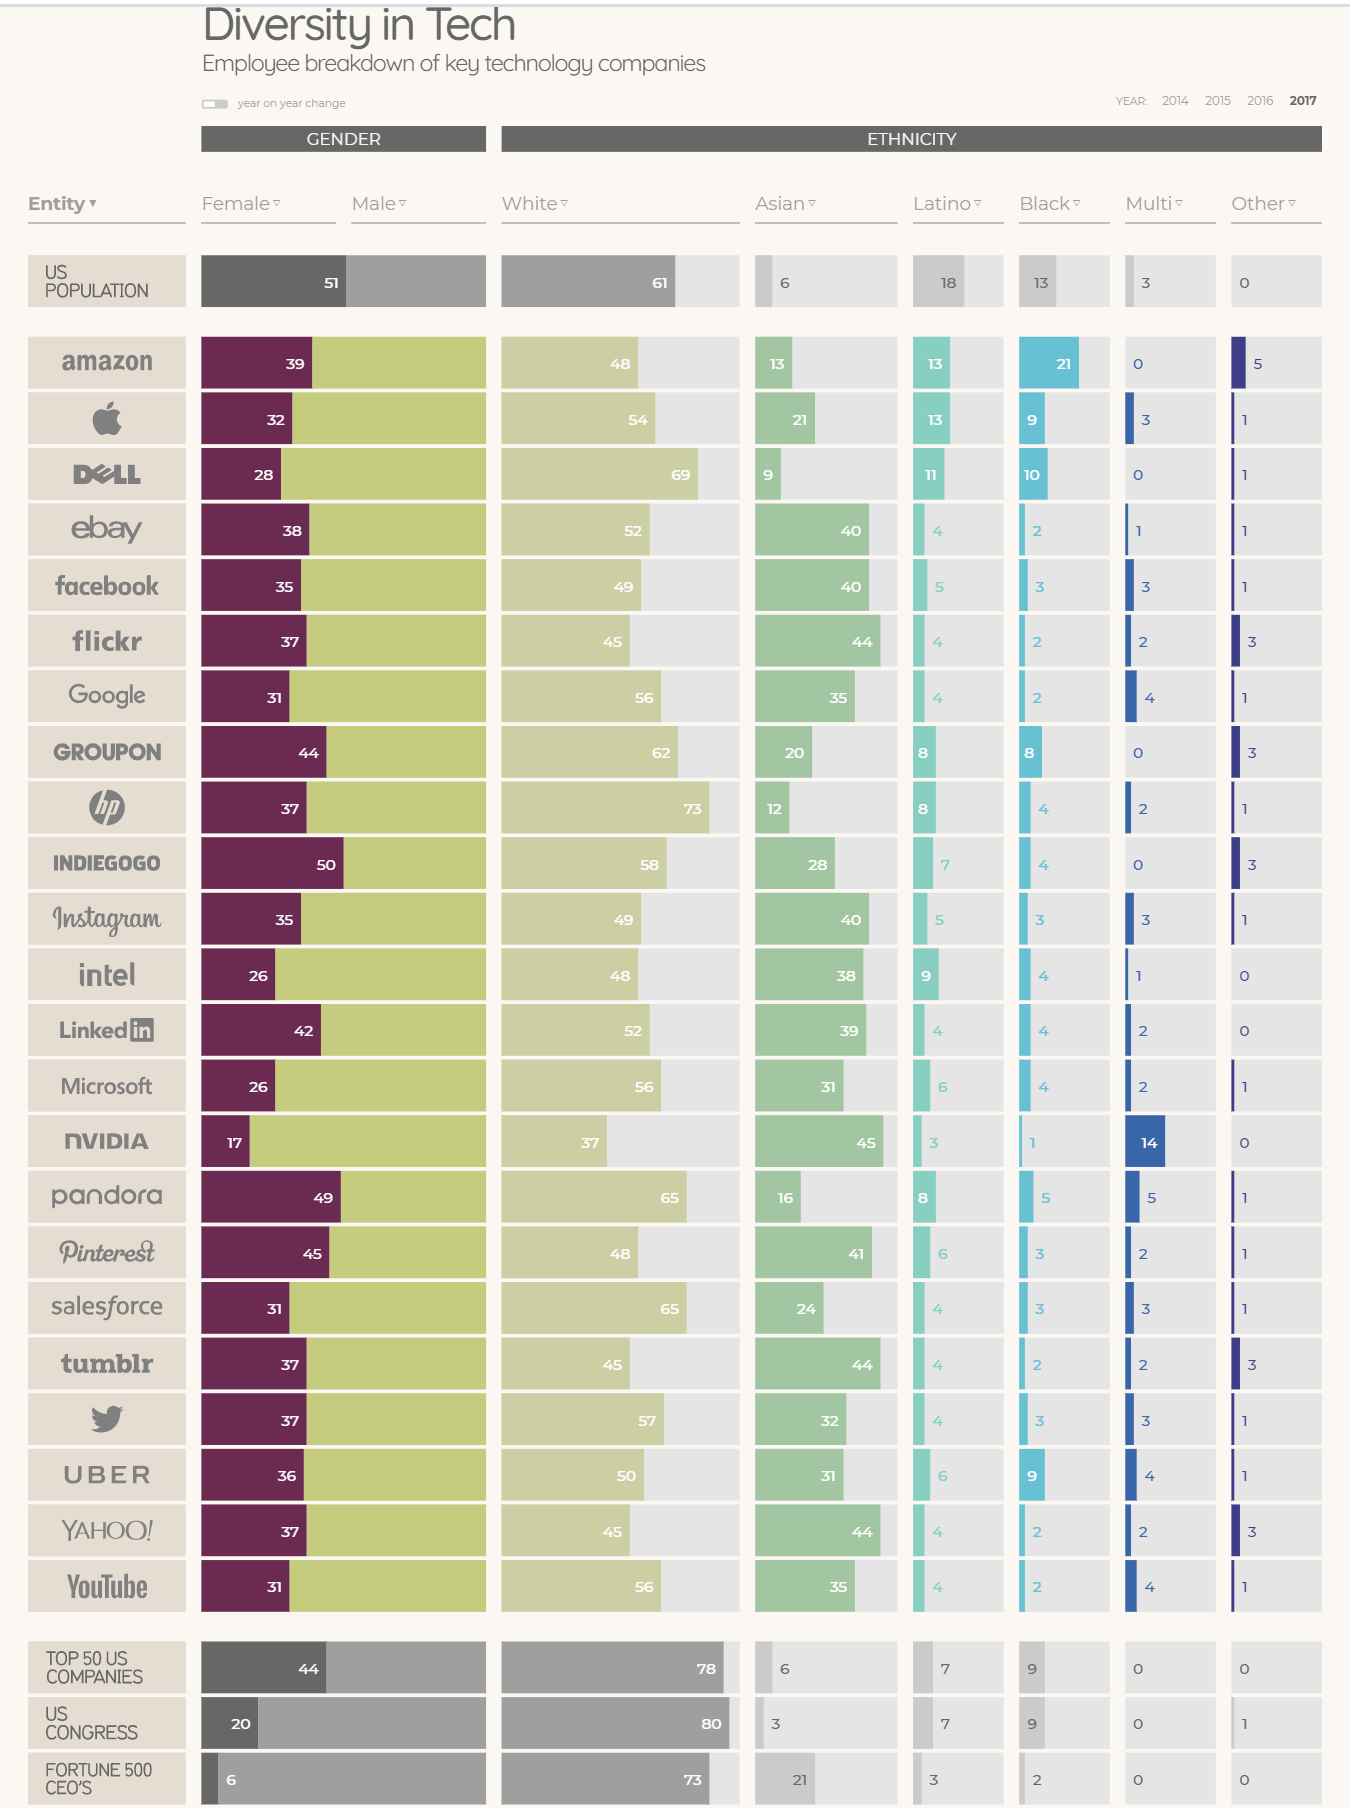 Diversity in Tech
Employee breakdown of key technology companies
year on year change
YEAR: 2014 2015 2016 2017
GENDER ETHNICITY
Entity Female Male White Asian Latino Black Multi Other
US
POPULATION 51 61 6 18 13 3 0
amazon 39 48 13 13 21 0 5
32 54 21 13 9 3 1
DELL 28 69 9 11 10 0 1
ebay 38 52 40 4 2 1 1
facebook 35 49 40 5 3 3 1
flickr 37 45 44 4 2 2 3
Google 31 56 35 4 2 4 1
GROUPON 44 62 20 8 8 0 3
hp 37 73 12 8 4 2 1
INDIEGOGO 50 58 28 7 4 0 3
Instagram 35 49 40 5 3 3 1
intel 26 48 38 9 4 1 0
Linked in 42 52 39 4 4 2 0
Microsoft 26 56 31 6 4 2 1
NVIDIA 17 37 45 3 1 14 0
pandora 49 65 16 8 5 5 1
Pinterest 45 48 41 6 3 2 1
salesforce 31 65 24 4 3 3 1
tumblr 37 45 44 4 2 2 3
37 57 32 4 3 3 1
UBER 36 50 31 6 9 4 1
YAHOO! 37 45 44 4 2 2 3
YouTube 31 56 35 4 2 4 1
TOP 50 US
COMPANIES 44 78 6 7 9 0 0
US
CONGRESS 20 80 3 7 9 0 1
FORTUNE 500
CEO'S 6 73 21 3 2 0 0